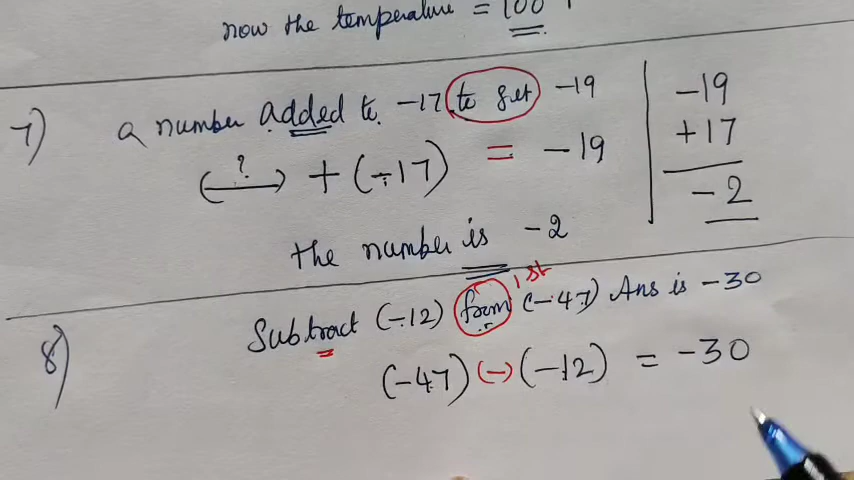 now the temperature = 100
7) a number added to -17 to get -19
(?) + (-17) = -19
-19
+17
-2
the number is -2
1st
8) Subtract (-12) from (-47) Ans is -30
(-47) (-) (-12) = -30